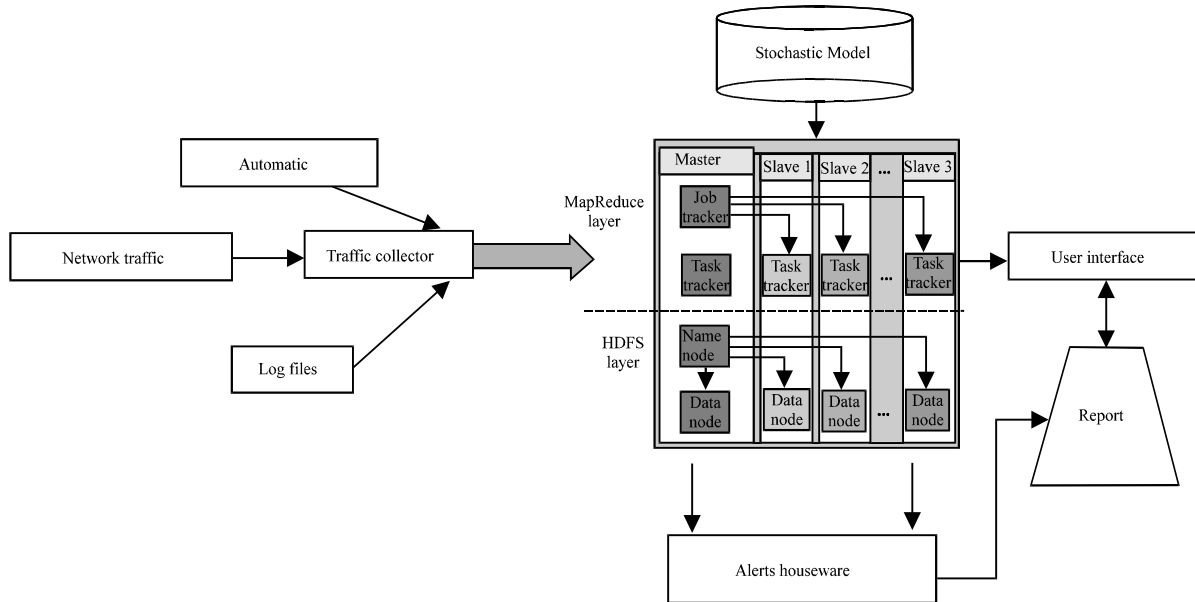 Stochastic Model
Automatic
Network traffic
Traffic collector
Log files
MapReduce
layer
HDFS
layer
Master
Slave 1
Slave 2
...
Slave 3
Job
tracker
Task
tracker
Task
tracker
Task
tracker
...
Task
tracker
Name
node
Data
node
Data
node
Data
node
...
Data
node
User interface
Report
Alerts houseware